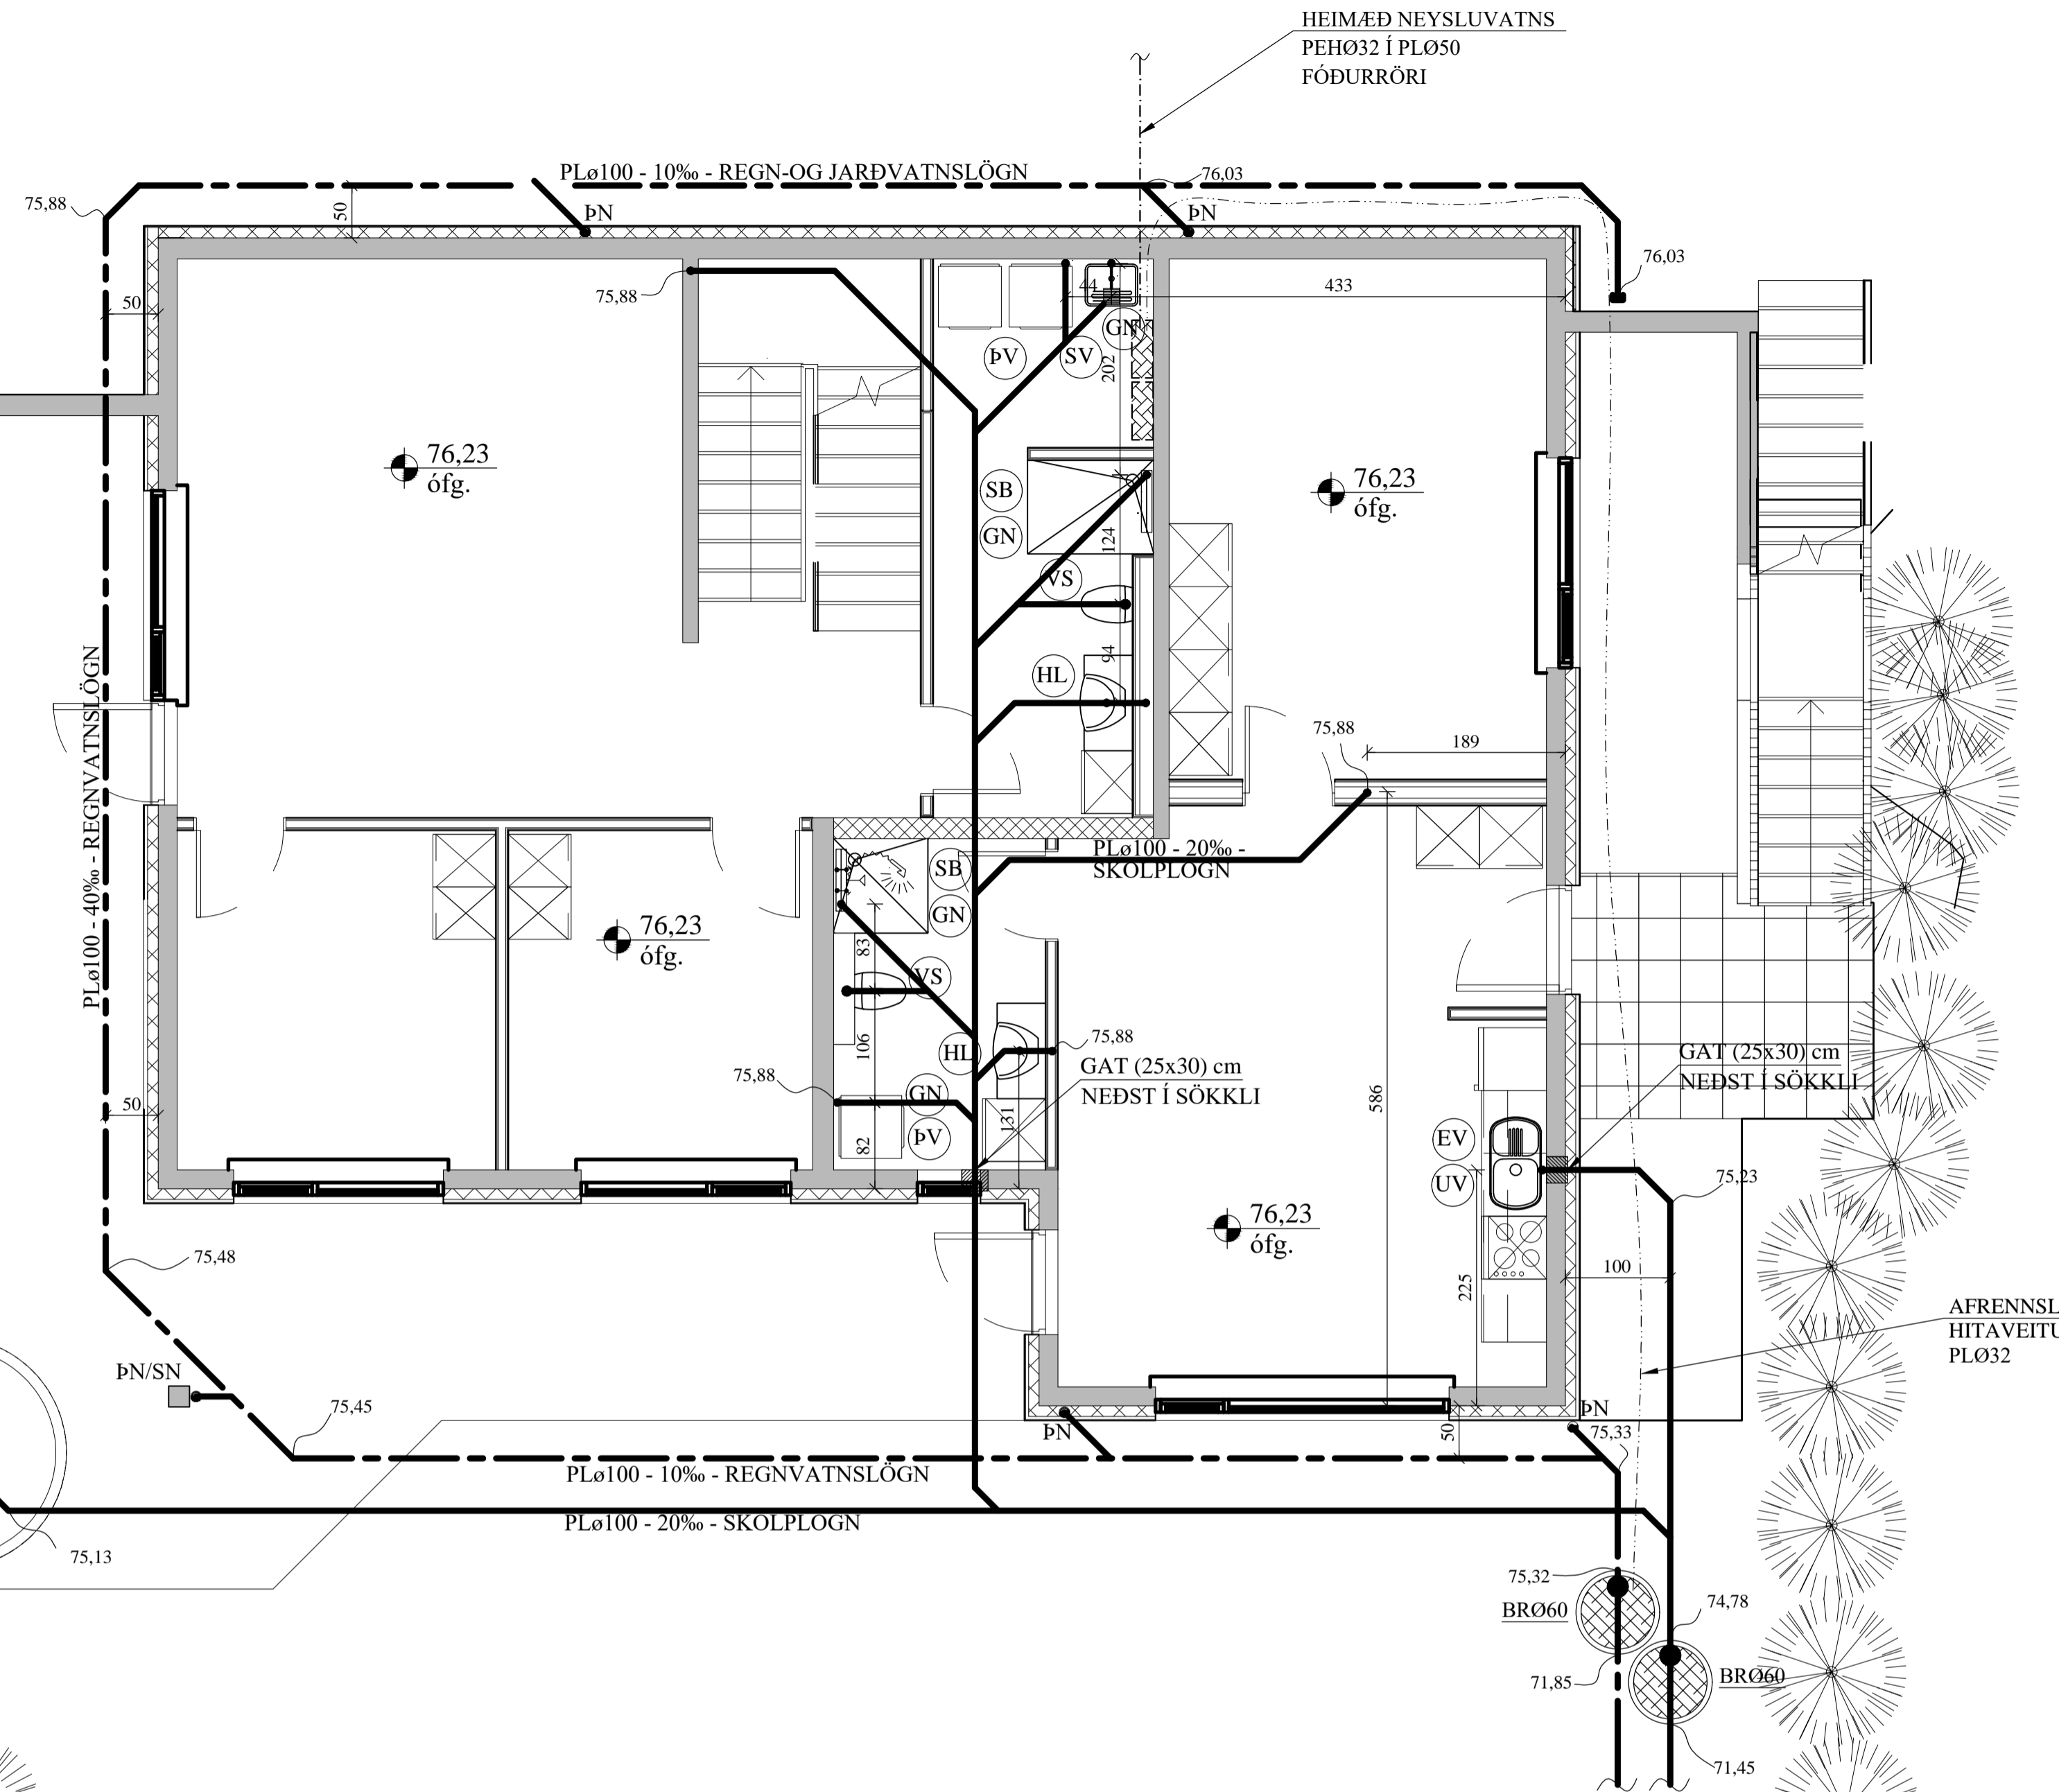 HEIMÆÐ NEYSLUVATNS
PEHØ32 Í PLØ50
FÓÐURRÖRI
PLø100 - 10‰ - REGN-OG JARÐVATNSLÖGN
76,03
75,88
50
ÞN
ÞN
76,03
75,88
50
44
433
GN
ÞV
SV
202
76,23
ófg.
76,23
ófg.
SB
GN
124
VS
94
HL
PLø100 - 40‰ - REGNVATNSLÖGN
75,88
189
PLø100 - 20‰ -
SKOLPLOGN
SB
GN
76,23
ófg.
83
VS
106
HL
75,88
GAT (25x30) cm
NEÐST Í SÖKKLI
GAT (25x30) cm
NEÐST Í SÖKKLI
75,88
GN
ÞV
82
131
50
586
EV
UV
75,23
76,23
ófg.
225
100
75,48
AFRENNSL
HITAVEITU
PLØ32
ÞN/SN
75,45
ÞN
50
ÞN
75,33
PLø100 - 10‰ - REGNVATNSLÖGN
PLø100 - 20‰ - SKOLPLOGN
75,13
75,32
BRØ60
74,78
71,85
BRØ60
71,45